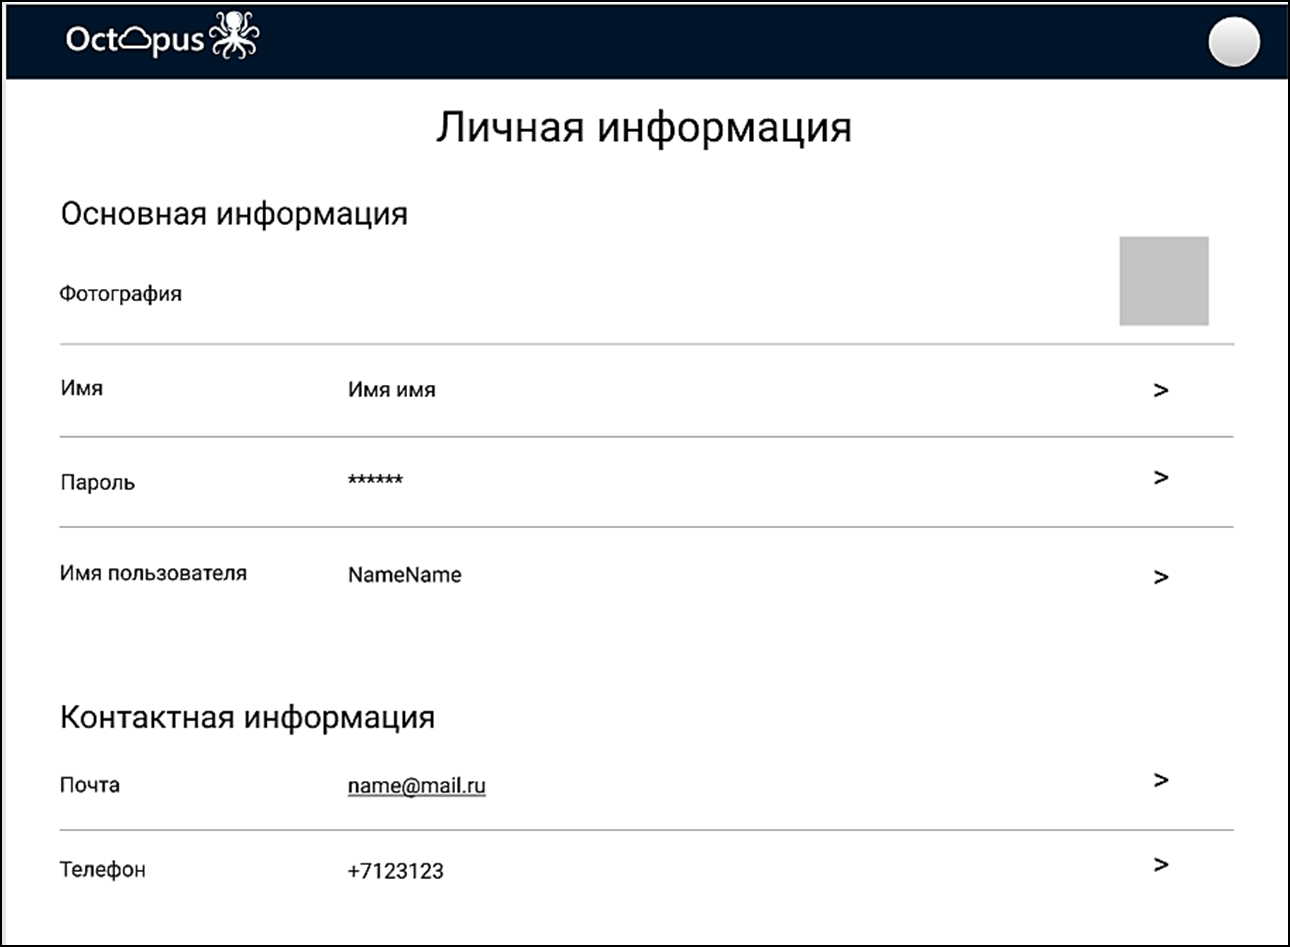 Octopus
Личная информация
Основная информация
Фотография
Имя Имя имя >
Пароль ****** >
Имя пользователя NameName >
Контактная информация
Почта name@mail.ru >
Телефон +7123123 >